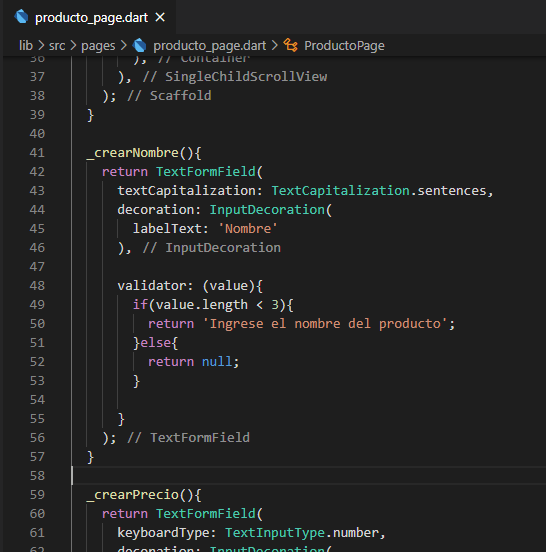 producto_page.dart ×
lib > src > pages > producto_page.dart > ProductoPage
36 ), // Container
37 ), // SingleChildScrollView
38 ); // Scaffold
39 }
40
41 _crearNombre(){
42 return TextFormField(
43 textCapitalization: TextCapitalization.sentences,
44 decoration: InputDecoration(
45 labelText: 'Nombre'
46 ), // InputDecoration
47
48 validator: (value){
49 if(value.length < 3){
50 return 'Ingrese el nombre del producto';
51 }else{
52 return null;
53 }
54
55 }
56 ); // TextFormField
57 }
58
59 _crearPrecio(){
60 return TextFormField(
61 keyboardType: TextInputType.number,
62 decoration: InputDecoration(